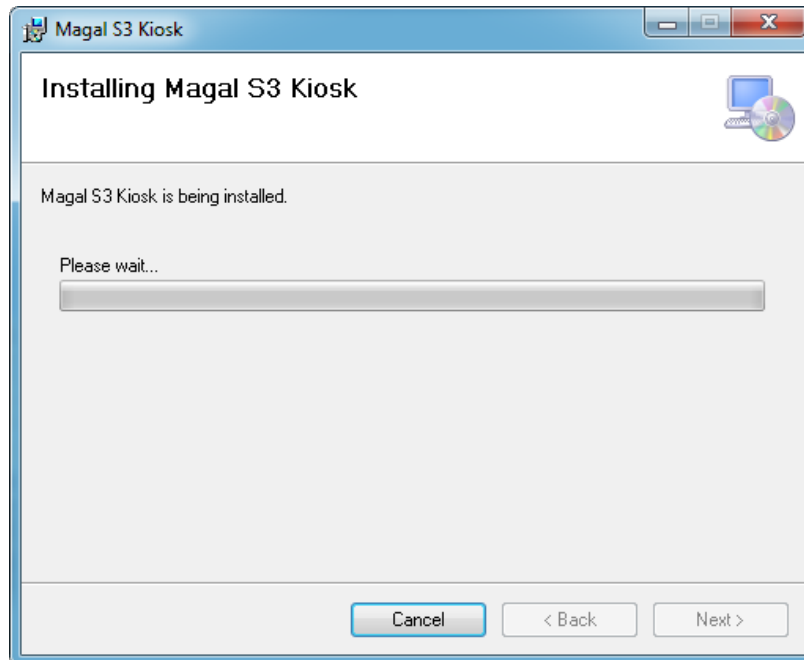 Magal S3 Kiosk
Installing Magal S3 Kiosk
Magal S3 Kiosk is being installed.
Please wait...
Cancel
< Back
Next >